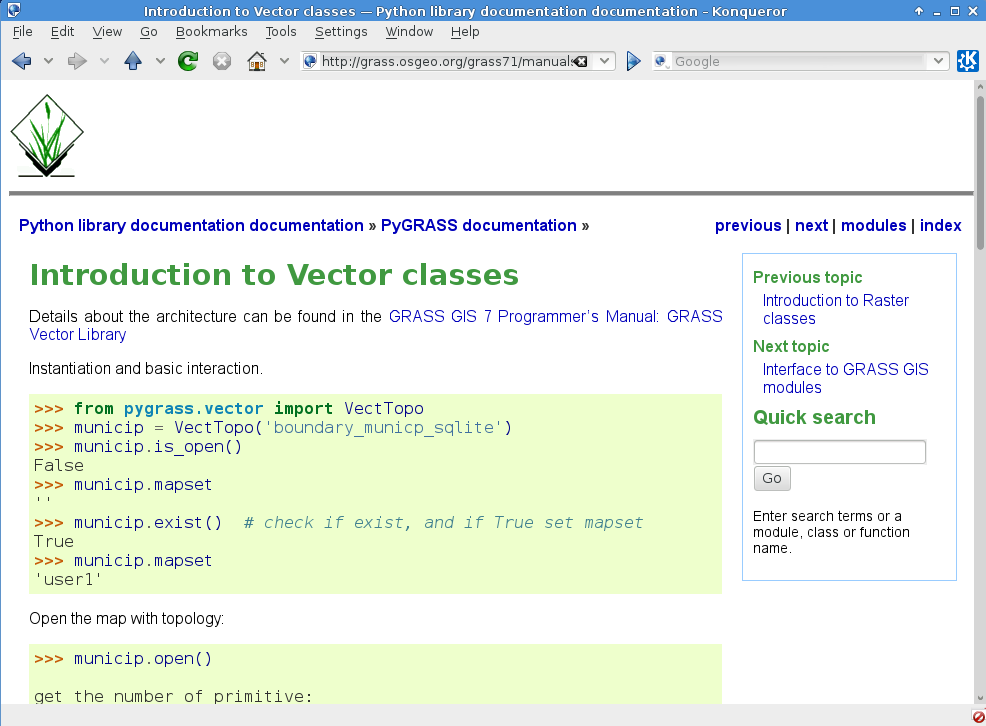 Introduction to Vector classes — Python library documentation documentation - Konqueror
File Edit View Go Bookmarks Tools Settings Window Help
http://grass.osgeo.org/grass71/manuals Google
Python library documentation documentation » PyGRASS documentation » previous | next | modules | index
Introduction to Vector classes
Details about the architecture can be found in the GRASS GIS 7 Programmer's Manual: GRASS
Vector Library
Instantiation and basic interaction.
>>> from pygrass.vector import VectTopo
>>> municip = VectTopo('boundary_municp_sqlite')
>>> municip.is_open()
False
>>> municip.mapset
''
>>> municip.exist()  # check if exist, and if True set mapset
True
>>> municip.mapset
'user1'
Open the map with topology:
>>> municip.open()
get the number of primitive:
Previous topic
Introduction to Raster
classes
Next topic
Interface to GRASS GIS
modules
Quick search
Go
Enter search terms or a
module, class or function
name.